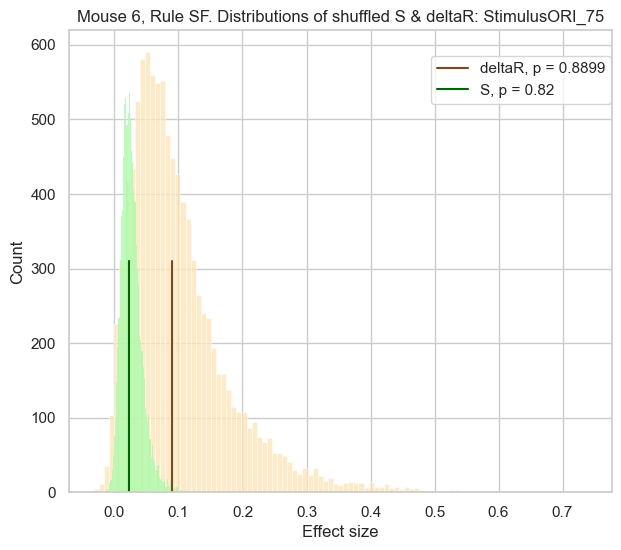 Mouse 6, Rule SF. Distributions of shuffled S & deltaR: StimulusORI_75
deltaR, p = 0.8899
S, p = 0.82
600
500
400
300
200
100
0
Count
0.0 0.1 0.2 0.3 0.4 0.5 0.6 0.7
Effect size